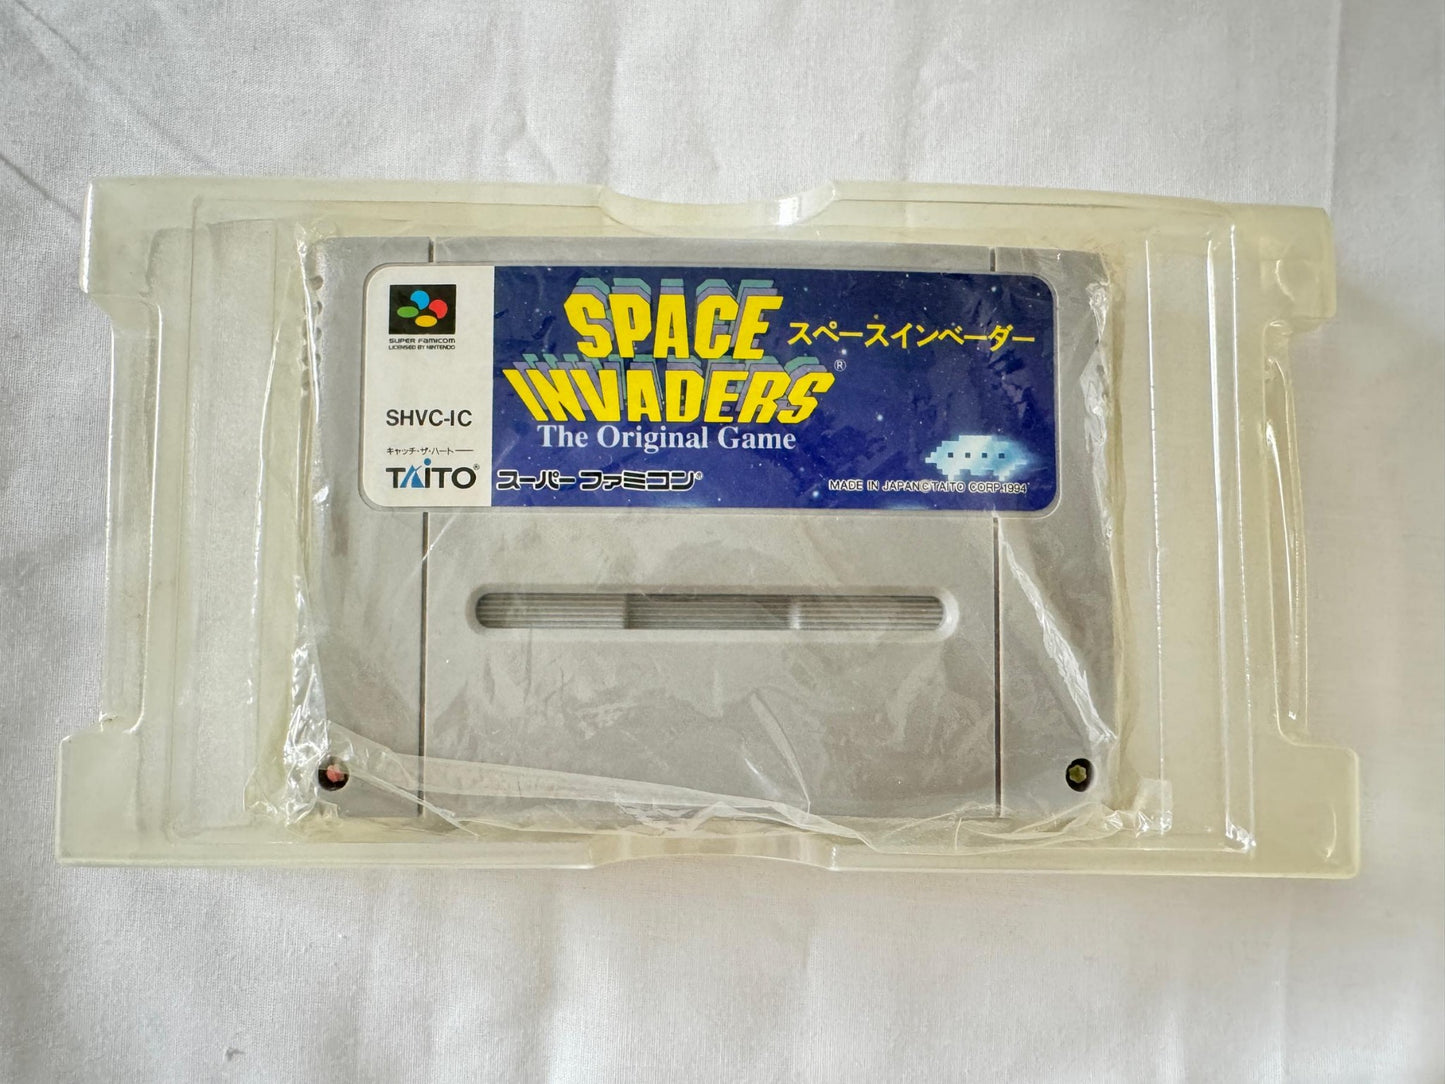 SUPER FAMICOM
LICENSED BY NINTENDO
SHVC-IC
キャッチ・ザ・ハート
TAITO®
SPACE
INVADERS®
The Original Game
スペースインベーダー
スーパーファミコン®
MADE IN JAPAN©TAITO CORP.1994